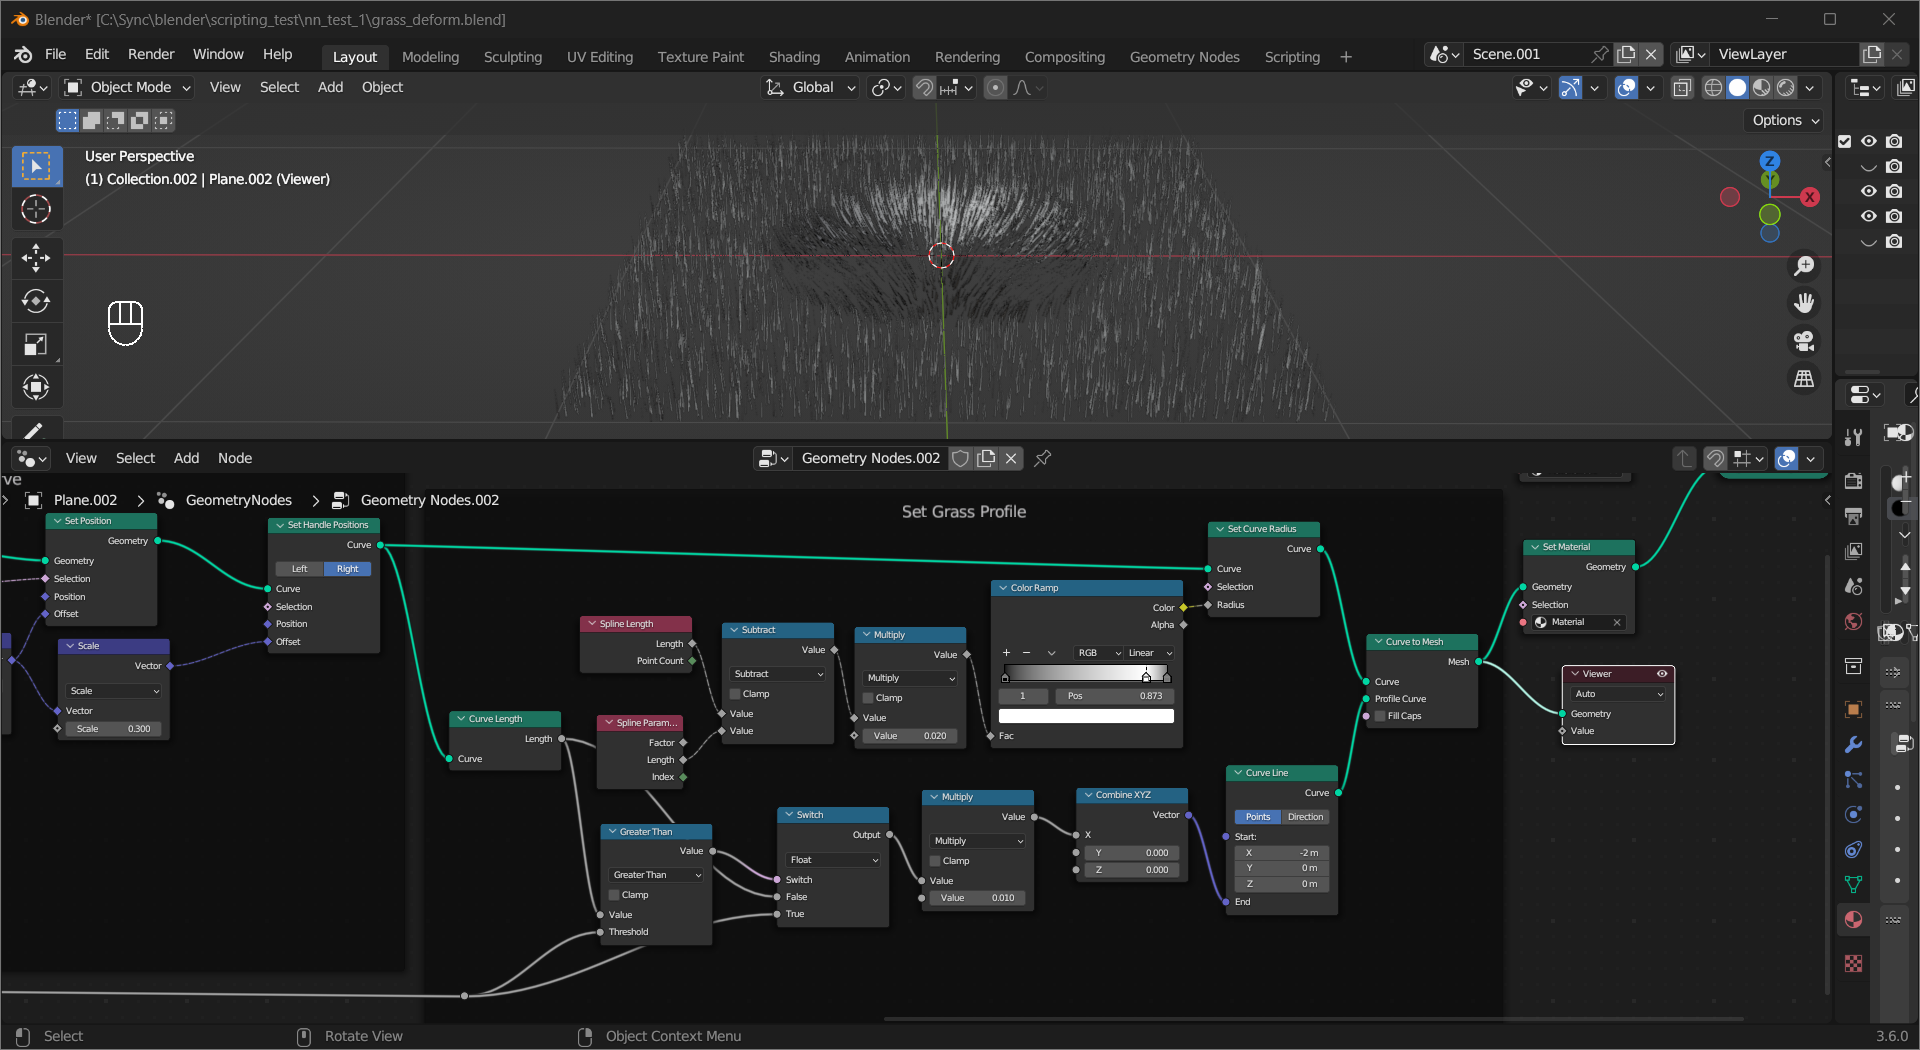 Blender* [C:\Sync\blender\scripting_test\nn_test_1\grass_deform.blend]
File Edit Render Window Help Layout Modeling Sculpting UV Editing Texture Paint Shading Animation Rendering Compositing Geometry Nodes Scripting + Scene.001 ViewLayer
Object Mode View Select Add Object Global
Options
User Perspective
(1) Collection.002 | Plane.002 (Viewer)
Z
Y
X
View Select Add Node Geometry Nodes.002
ve
Plane.002 > GeometryNodes > Geometry Nodes.002
Set Grass Profile
Set Position
Geometry
Geometry
Selection
Position
Offset
Set Handle Positions
Curve
Left Right
Curve
Selection
Position
Offset
Scale
Vector
Scale
Vector
Scale 0.300
Curve Length
Length
Curve
Spline Length
Length
Point Count
Spline Param...
Factor
Length
Index
Subtract
Value
Subtract
Clamp
Value
Value
Multiply
Value
Multiply
Clamp
Value
Value 0.020
Color Ramp
Color
Alpha
RGB Linear
1 Pos 0.873
Fac
Set Curve Radius
Curve
Curve
Selection
Radius
Greater Than
Value
Greater Than
Clamp
Value
Threshold
Switch
Output
Float
Switch
False
True
Multiply
Value
Multiply
Clamp
Value
Value 0.010
Combine XYZ
Vector
X
Y 0.000
Z 0.000
Curve Line
Curve
Points Direction
Start:
X -2 m
Y 0 m
Z 0 m
End
Curve to Mesh
Mesh
Curve
Profile Curve
Fill Caps
Set Material
Geometry
Geometry
Selection
Material
Viewer
Auto
Geometry
Value
Select Rotate View Object Context Menu 3.6.0